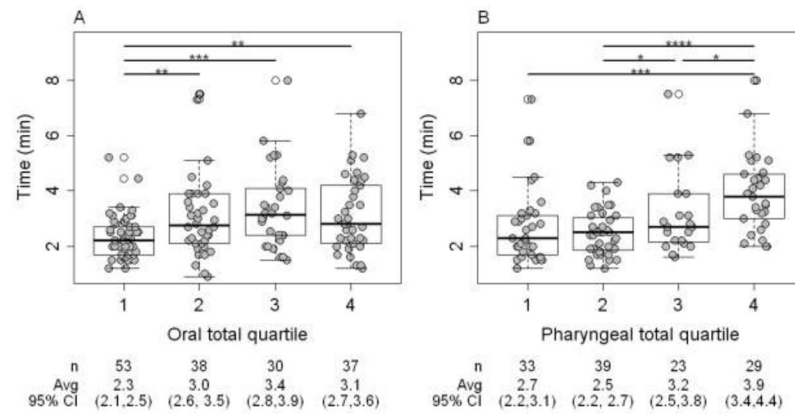 A
**
***
**
8
6
4
2
Time (min)
1 2 3 4
Oral total quartile
n 53 38 30 37
Avg 2.3 3.0 3.4 3.1
95% CI (2.1,2.5) (2.6, 3.5) (2.8,3.9) (2.7,3.6)
B
****
* *
***
8
6
4
2
Time (min)
1 2 3 4
Pharyngeal total quartile
33 39 23 29
2.7 2.5 3.2 3.9
(2.2,3.1) (2.2, 2.7) (2.5,3.8) (3.4,4.4)